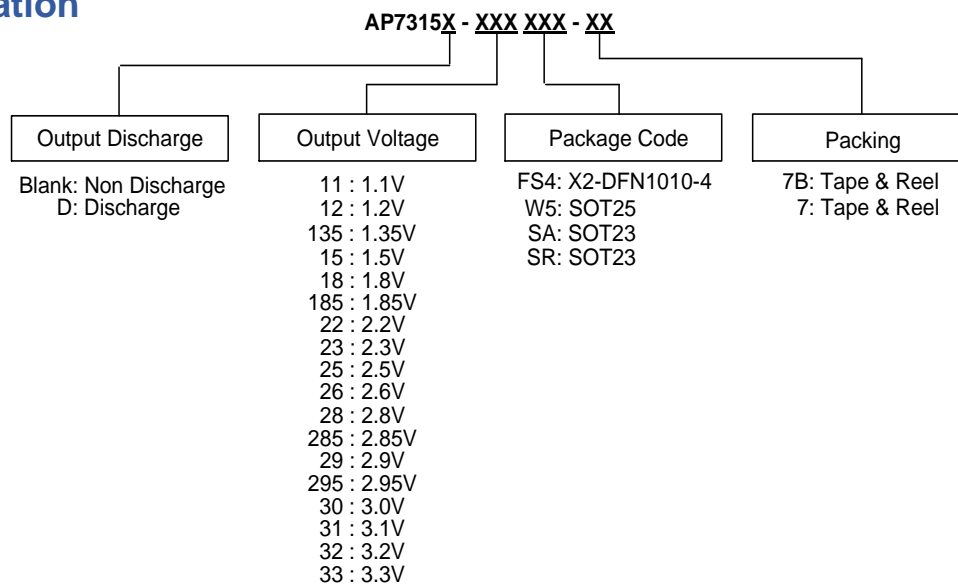 ation
AP7315X - XXX XXX - XX
Output Discharge
Blank: Non Discharge
D: Discharge
Output Voltage
11 : 1.1V
12 : 1.2V
135 : 1.35V
15 : 1.5V
18 : 1.8V
185 : 1.85V
22 : 2.2V
23 : 2.3V
25 : 2.5V
26 : 2.6V
28 : 2.8V
285 : 2.85V
29 : 2.9V
295 : 2.95V
30 : 3.0V
31 : 3.1V
32 : 3.2V
33 : 3.3V
Package Code
FS4: X2-DFN1010-4
W5: SOT25
SA: SOT23
SR: SOT23
Packing
7B: Tape & Reel
7: Tape & Reel